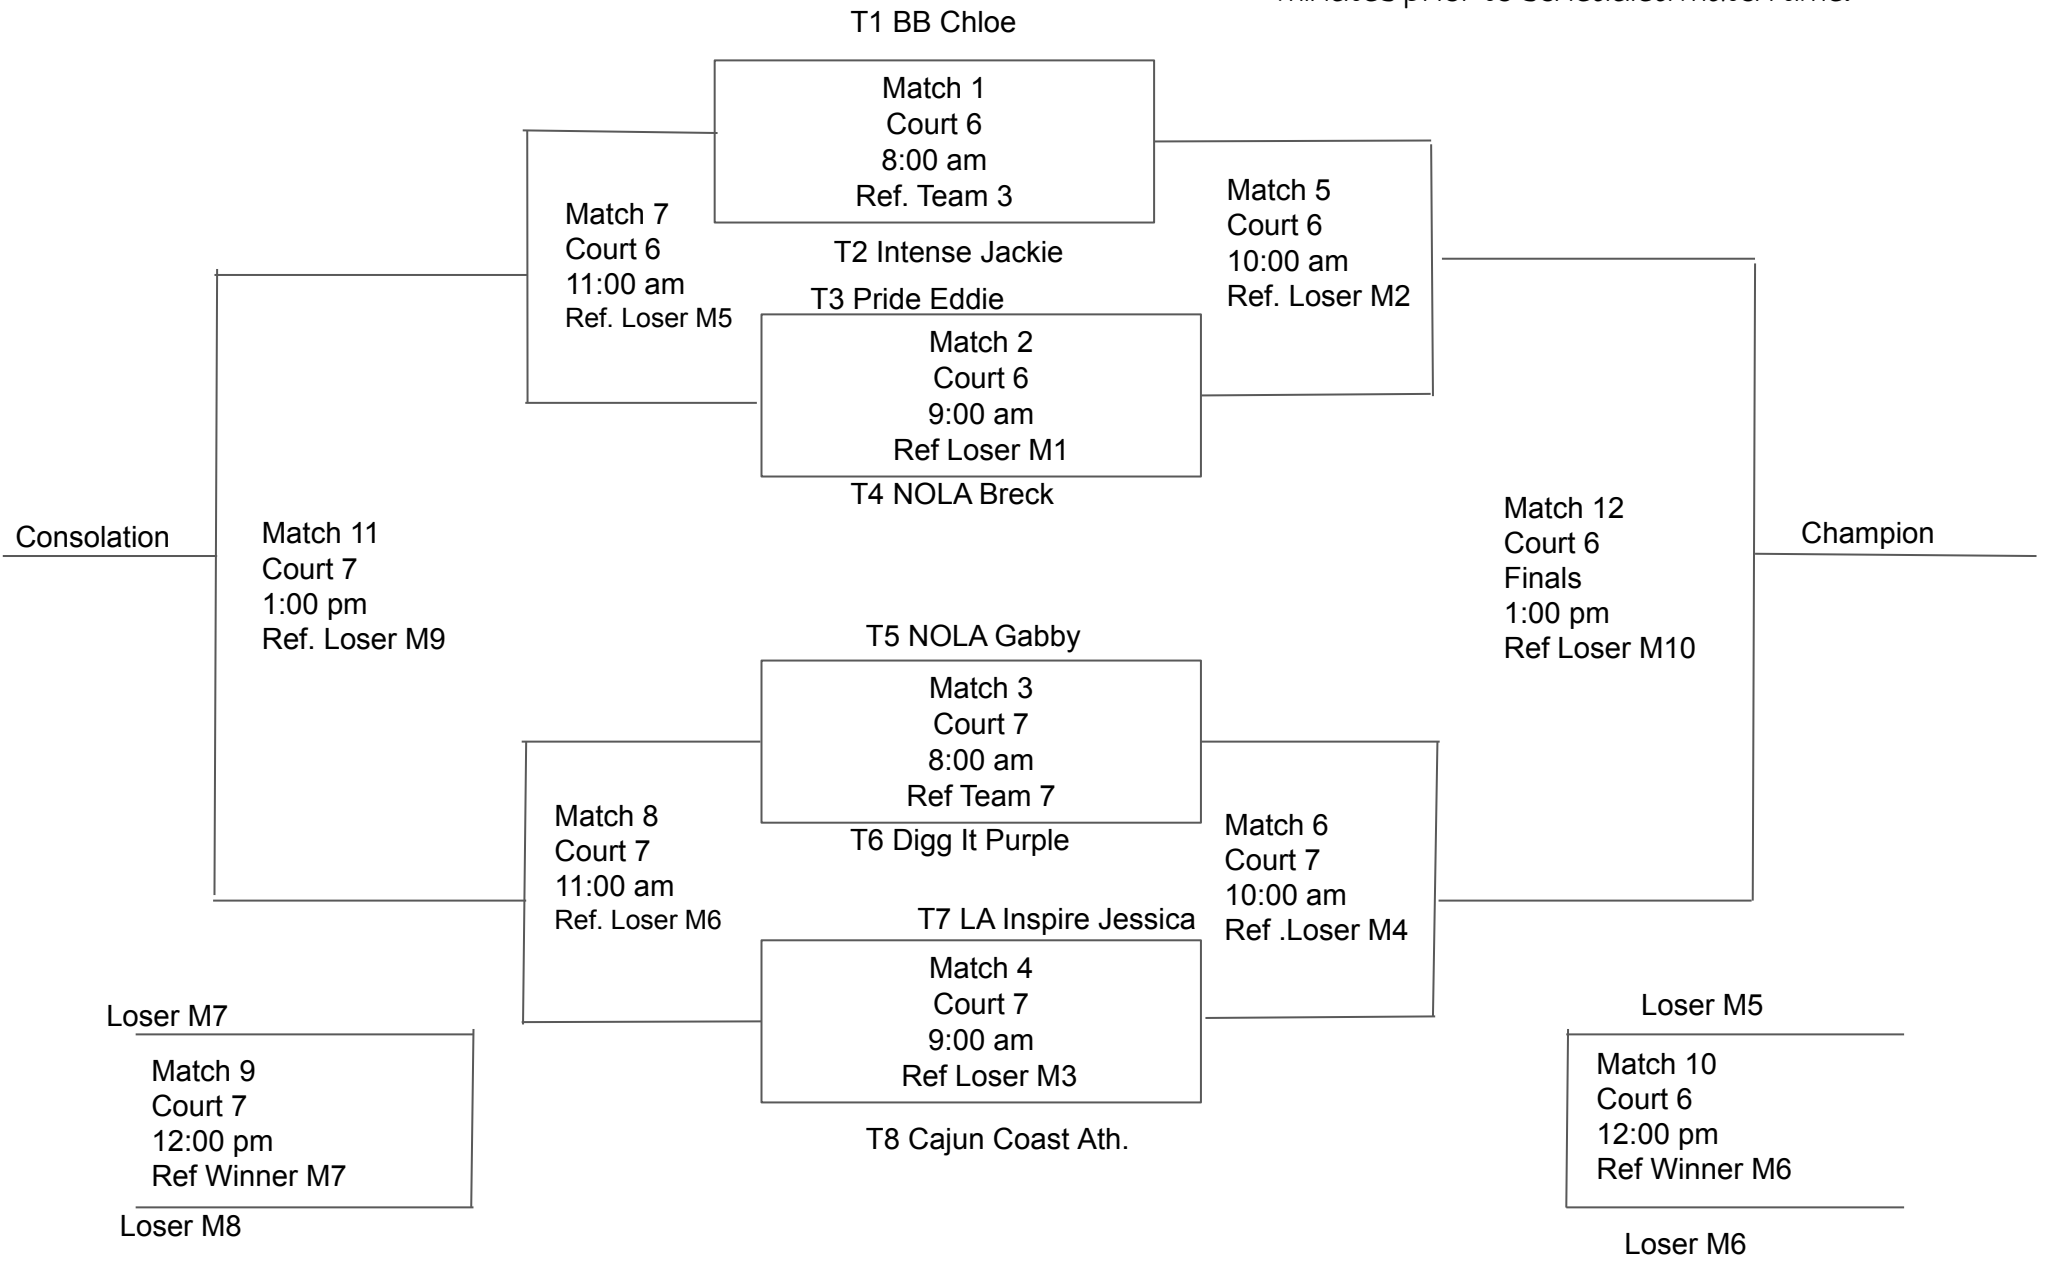 minutes prior to scheduled match time.
T1 BB Chloe
Match 1
Court 6
8:00 am
Ref. Team 3
T2 Intense Jackie
Match 7
Court 6
11:00 am
Ref. Loser M5
Match 5
Court 6
10:00 am
Ref. Loser M2
T3 Pride Eddie
Match 2
Court 6
9:00 am
Ref Loser M1
T4 NOLA Breck
Consolation
Match 11
Court 7
1:00 pm
Ref. Loser M9
Match 12
Court 6
Finals
1:00 pm
Ref Loser M10
Champion
T5 NOLA Gabby
Match 3
Court 7
8:00 am
Ref Team 7
T6 Digg It Purple
Match 8
Court 7
11:00 am
Ref. Loser M6
Match 6
Court 7
10:00 am
Ref .Loser M4
T7 LA Inspire Jessica
Match 4
Court 7
9:00 am
Ref Loser M3
T8 Cajun Coast Ath.
Loser M7
Match 9
Court 7
12:00 pm
Ref Winner M7
Loser M8
Loser M5
Match 10
Court 6
12:00 pm
Ref Winner M6
Loser M6